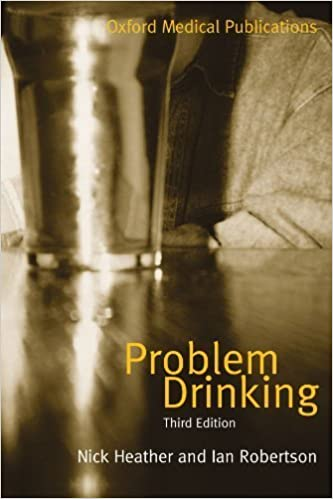 Oxford Medical Publications
Problem
Drinking
Third Edition
Nick Heather and Ian Robertson